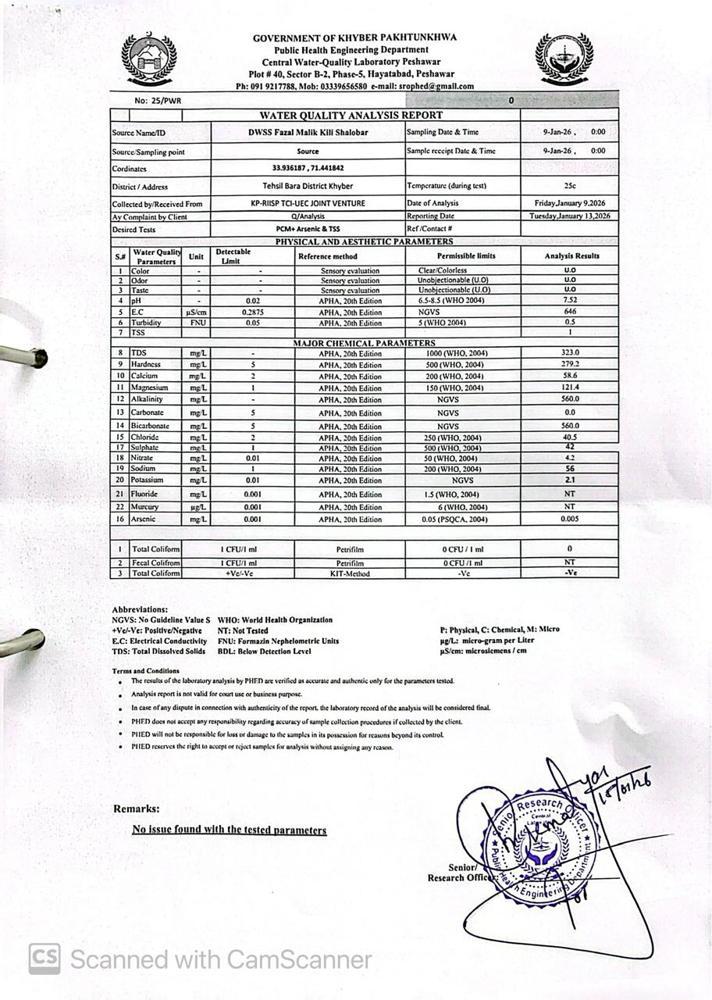 GOVERNMENT OF KHYBER PAKHTUNKHWA
Public Health Engineering Department
Central Water-Quality Laboratory Peshawar
Plot # 40, Sector B-2, Phase-5, Hayatabad, Peshawar
Ph: 091 9217788, Mob: 03339656580 e-mail: srophed@gmail.com
No: 25/PWR 0
WATER QUALITY ANALYSIS REPORT
Source Name/ID DWSS Fazal Malik Kili Shalobar Sampling Date & Time 9-Jan-26 , 0:00
Source/Sampling point Source Sample receipt Date & Time 9-Jan-26 , 0:00
Cordinates 33.936187 , 71.441842
District / Address Tehsil Bara District Khyber Temperature (during test) 25c
Collected by/Received From KP-RIISP TCI-UEC JOINT VENTURE Date of Analysis Friday,January 9,2026
Ay Complaint by Client Q/Analysis Reporting Date Tuesday,January 13,2026
Desired Tests PCM+ Arsenic & TSS Ref /Contact #
PHYSICAL AND AESTHETIC PARAMETERS
S.# Water Quality Parameters Unit Detectable Limit Reference method Permissible limits Analysis Results
1 Color - - Sensory evaluation Clear/Colorless U.O
2 Odor - - Sensory evaluation Unobjectionable (U.O) U.O
3 Taste - - Sensory evaluation Unobjectionable (U.O) U.O
4 pH - 0.02 APHA, 20th Edition 6.5-8.5 (WHO 2004) 7.52
5 E.C µS/cm 0.2875 APHA, 20th Edition NGVS 646
6 Turbidity FNU 0.05 APHA, 20th Edition 5 (WHO 2004) 0.5
7 TSS 1
MAJOR CHEMICAL PARAMETERS
8 TDS mg/L - APHA, 20th Edition 1000 (WHO, 2004) 323.0
9 Hardness mg/L 5 APHA, 20th Edition 500 (WHO, 2004) 279.2
10 Calcium mg/L 2 APHA, 20th Edition 200 (WHO, 2004) 58.6
11 Magnesium mg/L 1 APHA, 20th Edition 150 (WHO, 2004) 121.4
12 Alkalinity mg/L - APHA, 20th Edition NGVS 560.0
13 Carbonate mg/L 5 APHA, 20th Edition NGVS 0.0
14 Bicarbonate mg/L 5 APHA, 20th Edition NGVS 560.0
15 Chloride mg/L 2 APHA, 20th Edition 250 (WHO, 2004) 40.5
17 Sulphate mg/L 1 APHA, 20th Edition 500 (WHO, 2004) 42
18 Nitrate mg/L 0.01 APHA, 20th Edition 50 (WHO, 2004) 4.2
19 Sodium mg/L 1 APHA, 20th Edition 200 (WHO, 2004) 56
20 Potassium mg/L 0.01 APHA, 20th Edition NGVS 2.1
21 Fluoride mg/L 0.001 APHA, 20th Edition 1.5 (WHO, 2004) NT
22 Murcury µg/L 0.001 APHA, 20th Edition 6 (WHO, 2004) NT
16 Arsenic mg/L 0.001 APHA, 20th Edition 0.05 (PSQCA, 2004) 0.005
1 Total Coliform 1 CFU/1 ml Petrifilm 0 CFU / 1 ml 0
2 Fecal Colifrom 1 CFU/1 ml Petrifilm 0 CFU /1 ml NT
3 Total Coliform +Ve/-Ve KIT-Method -Ve -Ve
Abbreviations:
NGVS: No Guideline Value S WHO: World Health Organization
+Ve/-Ve: Positive/Negative NT: Not Tested P: Physical, C: Chemical, M: Micro
E.C: Electrical Conductivity FNU: Formazin Nephelometric Units µg/L: micro-gram per Liter
TDS: Total Dissolved Solids BDL: Below Detection Level µS/cm: microsiemens / cm
Terms and Conditions
• The results of the laboratory analysis by PHED are verified as accurate and authentic only for the parameters tested.
• Analysis report is not valid for court use or business purpose.
• In case of any dispute in connection with authenticity of the report, the laboratory record of the analysis will be considered final.
• PHED does not accept any responsibility regarding accuracy of sample collection procedures if collected by the client.
• PHED will not be responsible for loss or damage to the samples in its possession for reasons beyond its control.
• PHED reserves the right to accept or reject samples for analysis without assigning any reason.
Remarks:
No issue found with the tested parameters
Senior Research Officer
Central
Public Health Engineering Department
Senior/
Research Officer
CS Scanned with CamScanner